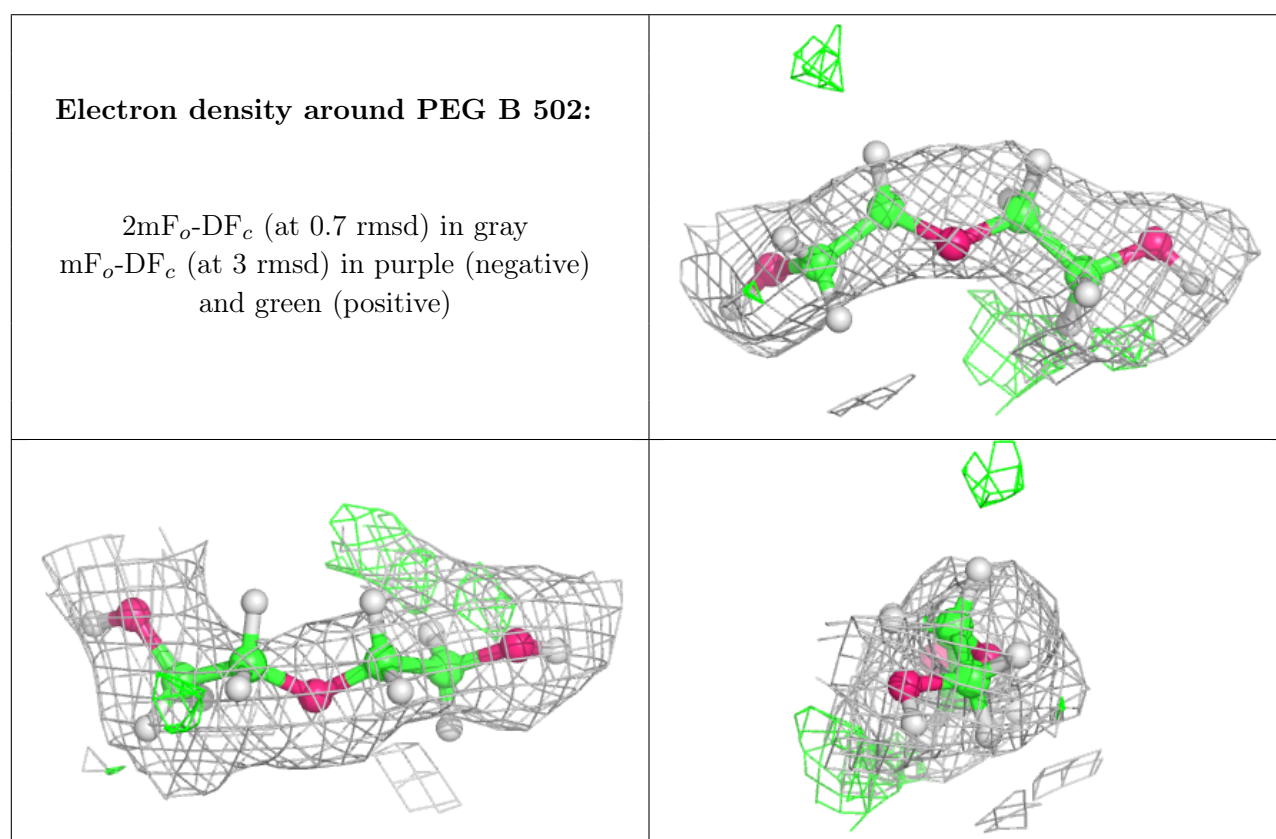 Electron density around PEG B 502:
2mFo-DFc (at 0.7 rmsd) in gray
mFo-DFc (at 3 rmsd) in purple (negative)
and green (positive)